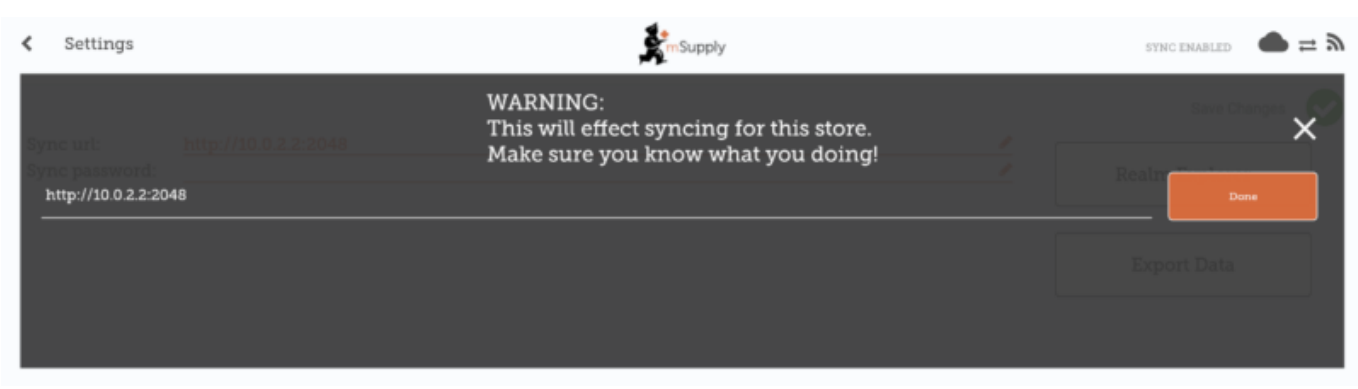 Settings
mSupply
SYNC ENABLED
WARNING:
This will effect syncing for this store.
Make sure you know what you doing!
Save Changes
Sync url: http://10.0.2.2:2048
Sync password:
http://10.0.2.2:2048
Done
Export Data